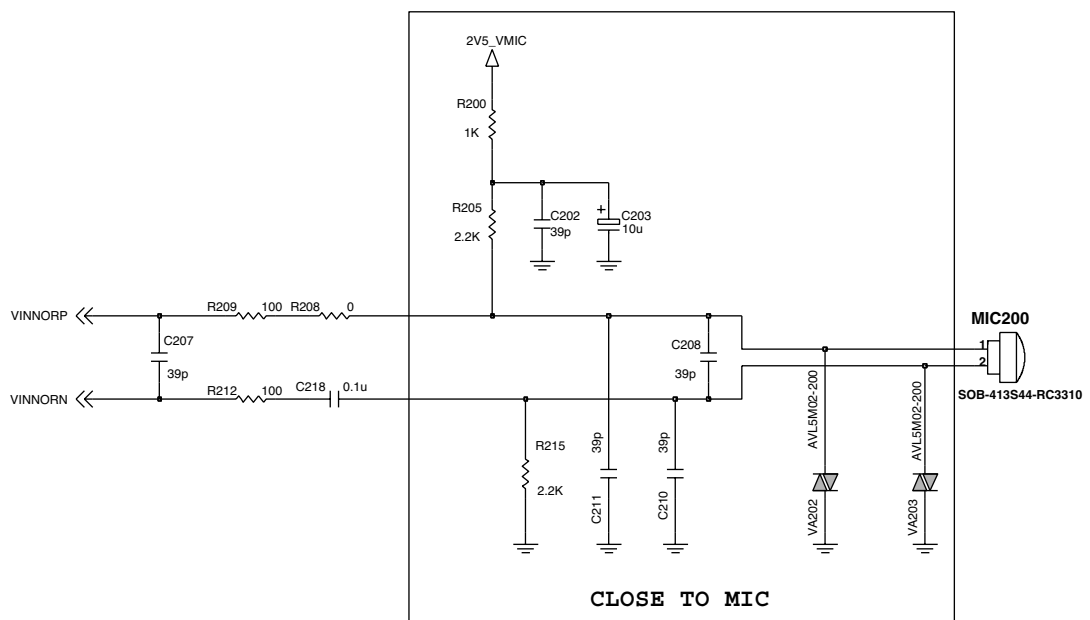 2V5_VMIC
R200
1K
R205
2.2K
C202
39p
+
C203
10u
VINNORP
R209
100
R208
0
C207
39p
C208
39p
MIC200
1
2
SOB-413S44-RC3310
VINNORN
R212
100
C218
0.1u
R215
2.2K
39p
C211
39p
C210
AVL5M02-200
VA202
AVL5M02-200
VA203
CLOSE TO MIC